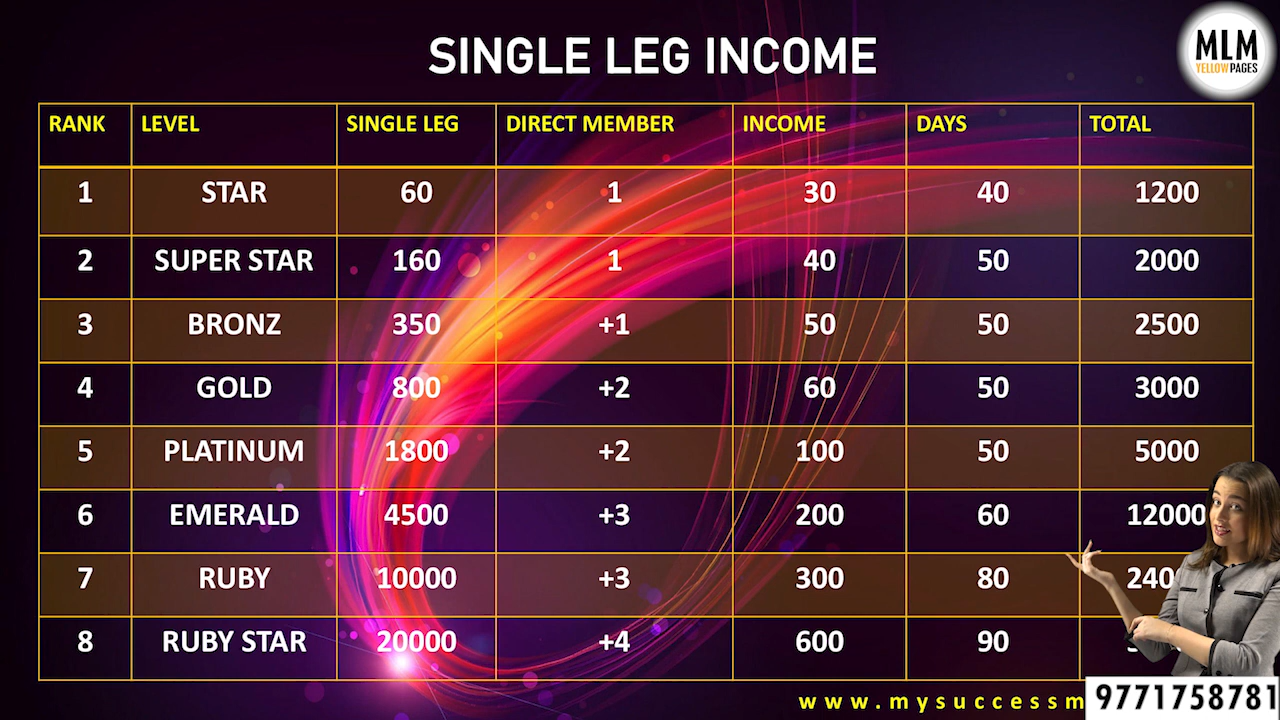 SINGLE LEG INCOME
MLM
YELLOW PAGES
RANK LEVEL SINGLE LEG DIRECT MEMBER INCOME DAYS TOTAL
1 STAR 60 1 30 40 1200
2 SUPER STAR 160 1 40 50 2000
3 BRONZ 350 +1 50 50 2500
4 GOLD 800 +2 60 50 3000
5 PLATINUM 1800 +2 100 50 5000
6 EMERALD 4500 +3 200 60 12000
7 RUBY 10000 +3 300 80 240
8 RUBY STAR 20000 +4 600 90
www.mysuccessm
9771758781